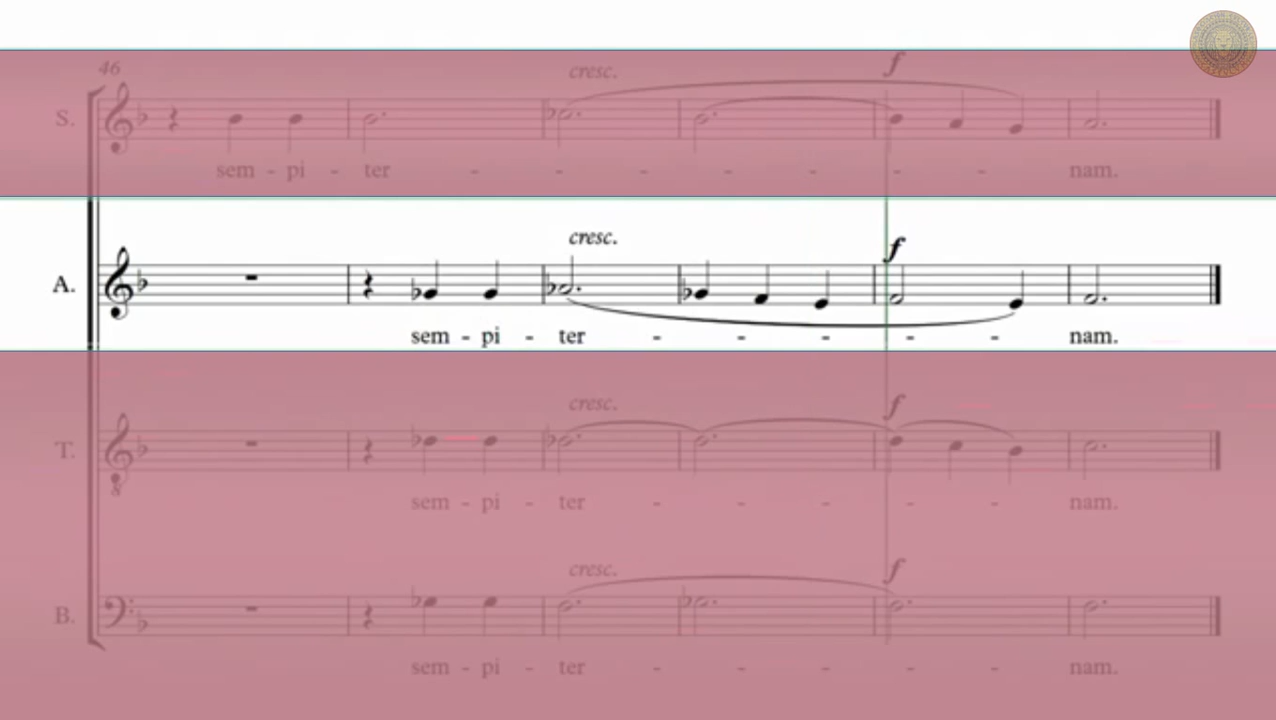 46
cresc.
f
S.
sem - pi - ter - - - - - - - nam.
cresc.
f
A.
sem - pi - ter - - - - - nam.
cresc.
f
T.
8
sem - pi - ter - - - - - nam.
cresc.
f
B.
sem - pi - ter - - - - - nam.